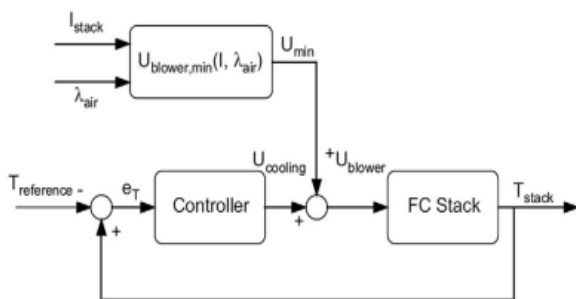 I_stack
λ_air
U_blower,min(I, λ_air)
U_min
T_reference -
e_T
+
Controller
U_cooling
+
+U_blower
FC Stack
T_stack